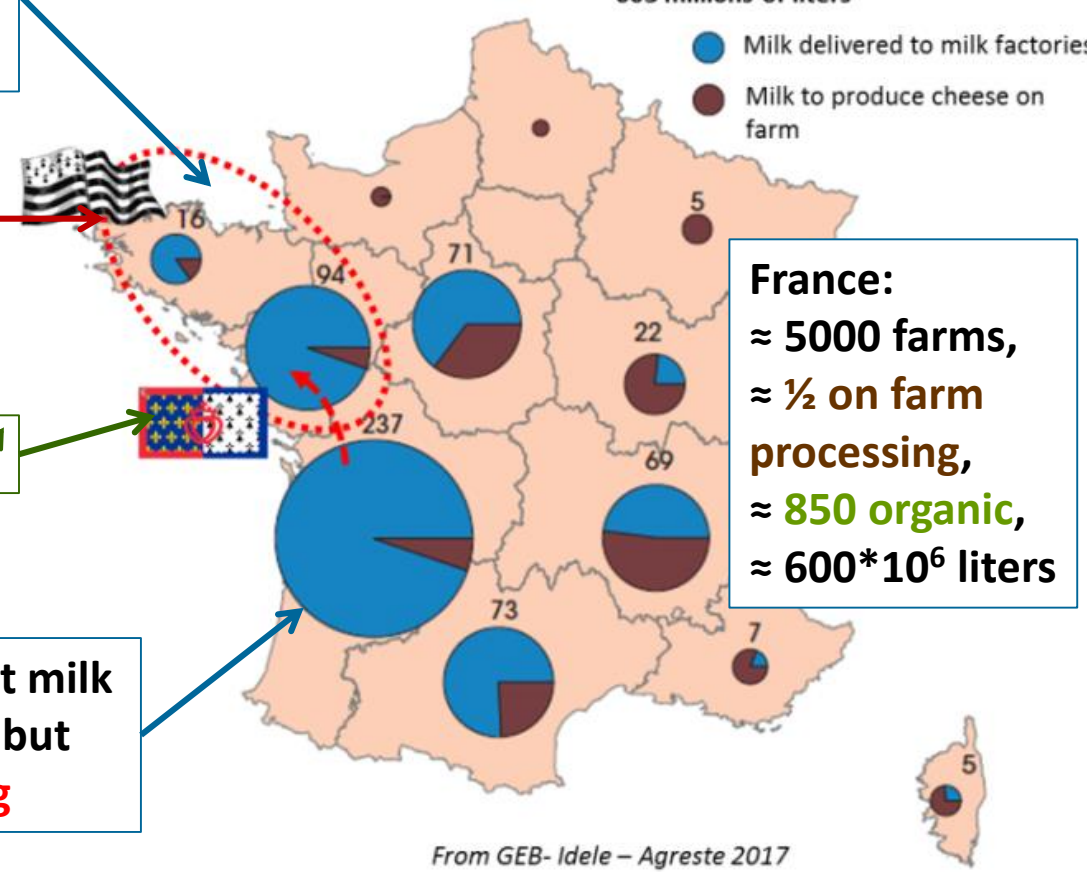 Milk delivered to milk factories
Milk to produce cheese on
farm
16
94
71
5
22
237
69
73
7
5
France:
≈ 5000 farms,
≈ ½ on farm
processing,
≈ 850 organic,
≈ 600*10⁶ liters
t milk
but
g
From GEB- Idele – Agreste 2017